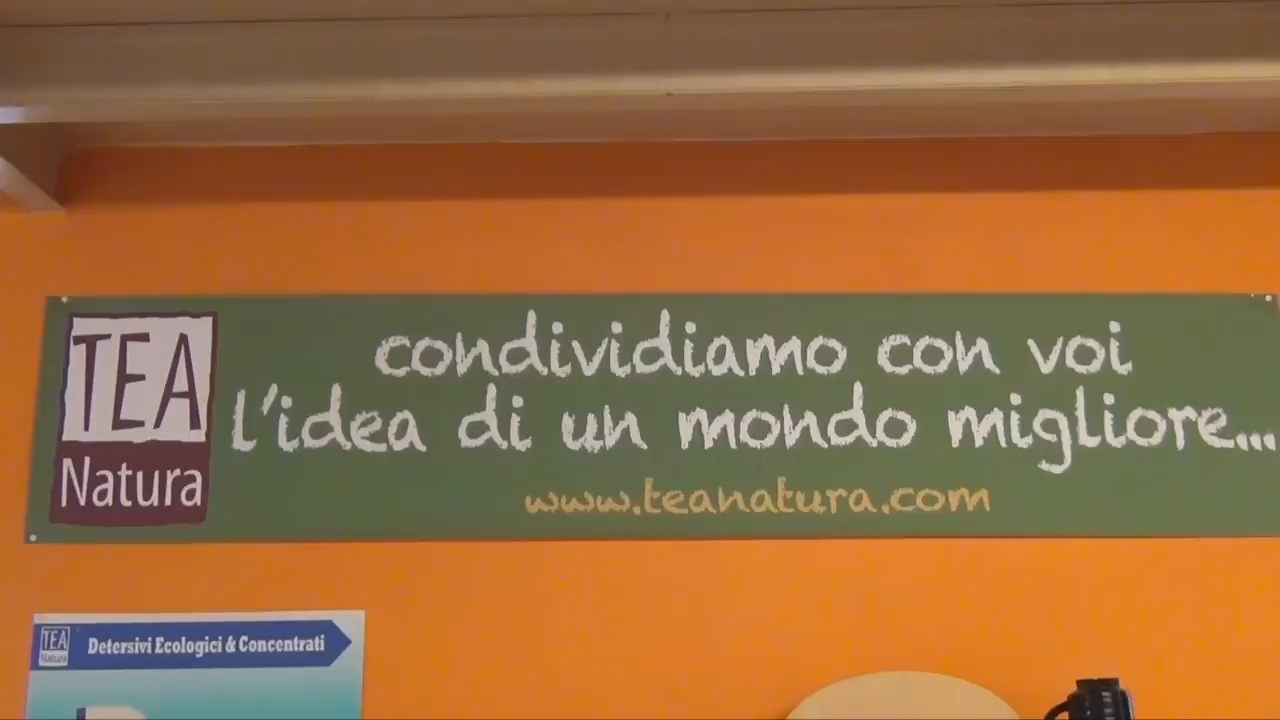 TEA
Natura
condividiamo con voi
l'idea di un mondo migliore...
www.teanatura.com
TEA
Natura
Detersivi Ecologici & Concentrati